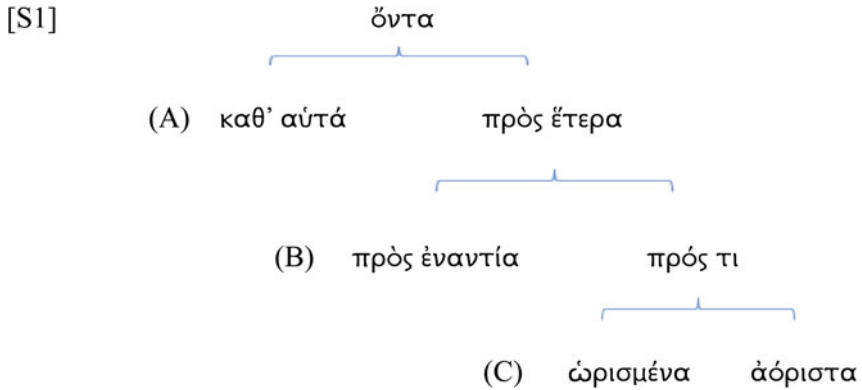 [S1] ὄντα
(A) καθ’ αὑτά πρὸς ἕτερα
(B) πρὸς ἐναντία πρός τι
(C) ὡρισμένα ἀόριστα